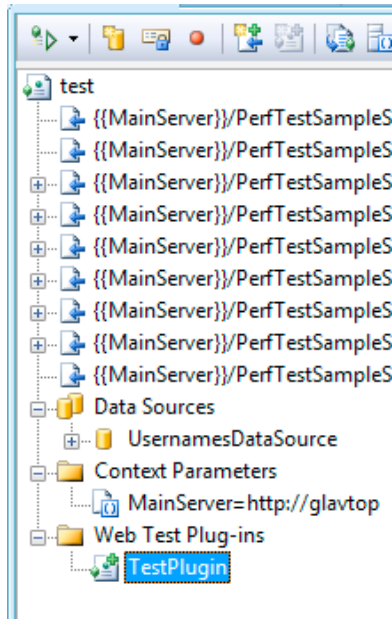 test
{{MainServer}}/PerfTestSampleS
{{MainServer}}/PerfTestSampleS
{{MainServer}}/PerfTestSampleS
{{MainServer}}/PerfTestSampleS
{{MainServer}}/PerfTestSampleS
{{MainServer}}/PerfTestSampleS
{{MainServer}}/PerfTestSampleS
{{MainServer}}/PerfTestSampleS
{{MainServer}}/PerfTestSampleS
Data Sources
UsernamesDataSource
Context Parameters
MainServer=http://glavtop
Web Test Plug-ins
TestPlugin